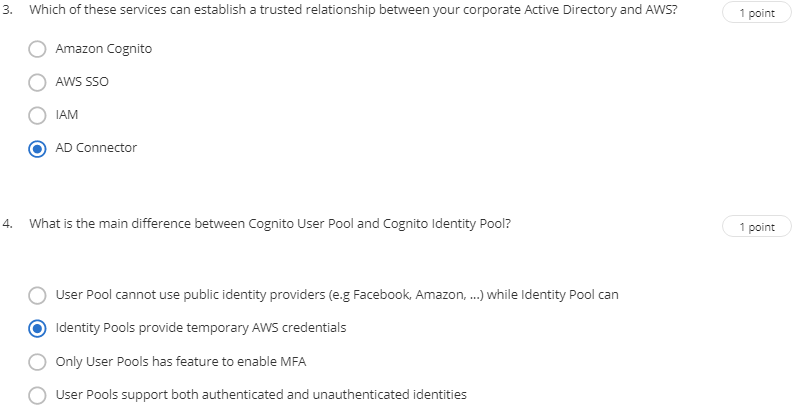 3. Which of these services can establish a trusted relationship between your corporate Active Directory and AWS?
1 point
Amazon Cognito
AWS SSO
IAM
AD Connector
4. What is the main difference between Cognito User Pool and Cognito Identity Pool?
1 point
User Pool cannot use public identity providers (e.g Facebook, Amazon, ...) while Identity Pool can
Identity Pools provide temporary AWS credentials
Only User Pools has feature to enable MFA
User Pools support both authenticated and unauthenticated identities